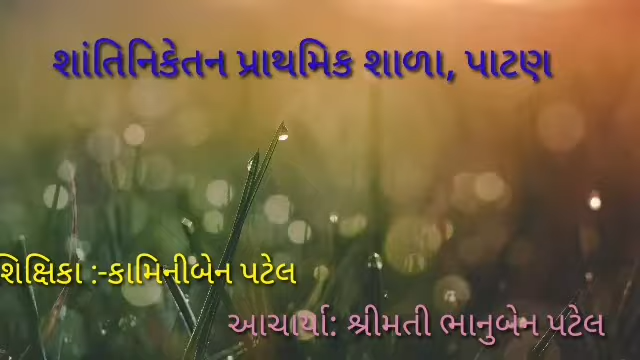 શાંતિનિકેતન પ્રાથમિક શાળા, પાટણ
શિક્ષિકા :-કામિનીબેન પટેલ
આચાર્યા: શ્રીમતી ભાનુબેન પટેલ